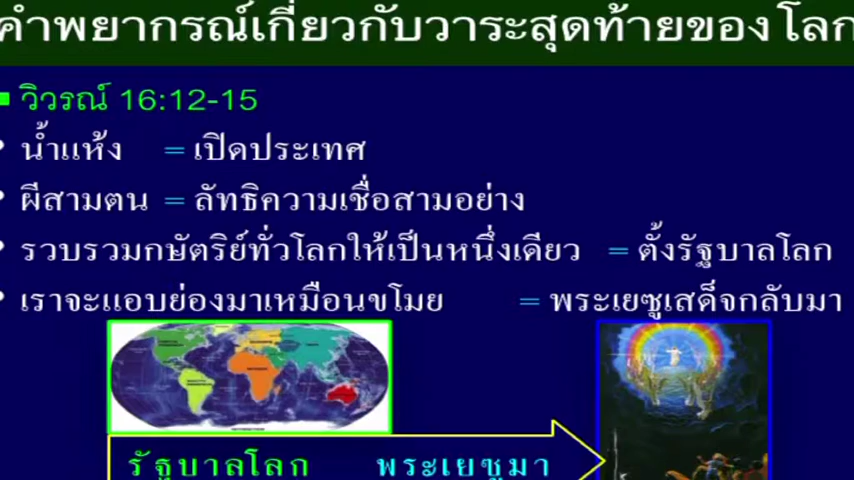 คำพยากรณ์เกี่ยวกับวาระสุดท้ายของโลก
วิวรณ์ 16:12-15
น้ำแห้ง = เปิดประเทศ
ผีสามตน = ลัทธิความเชื่อสามอย่าง
รวบรวมกษัตริย์ทั่วโลกให้เป็นหนึ่งเดียว = ตั้งรัฐบาลโลก
เราจะแอบย่องมาเหมือนขโมย = พระเยซูเสด็จกลับมา
รัฐบาลโลก พระเยซูมา